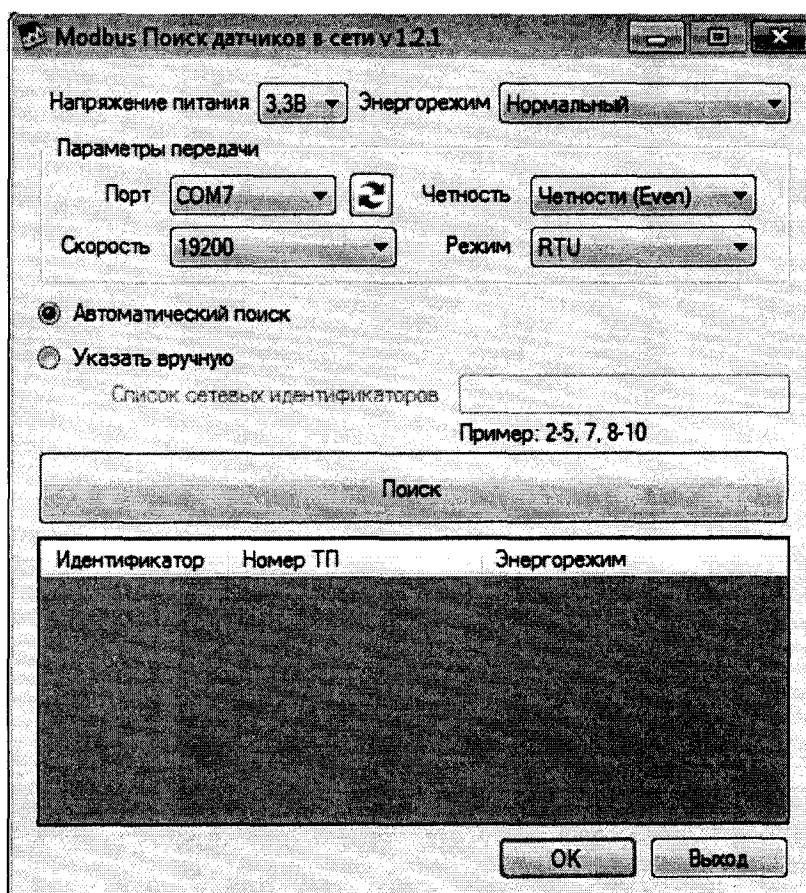 Modbus Поиск датчиков в сети v1.2.1
Напряжение питания 3,3В Энергорежим Нормальный
Параметры передачи
Порт COM7 Четность Четности (Even)
Скорость 19200 Режим RTU
Автоматический поиск
Указать вручную
Список сетевых идентификаторов
Пример: 2-5, 7, 8-10
Поиск
Идентификатор Номер ТП Энергорежим
OK Выход